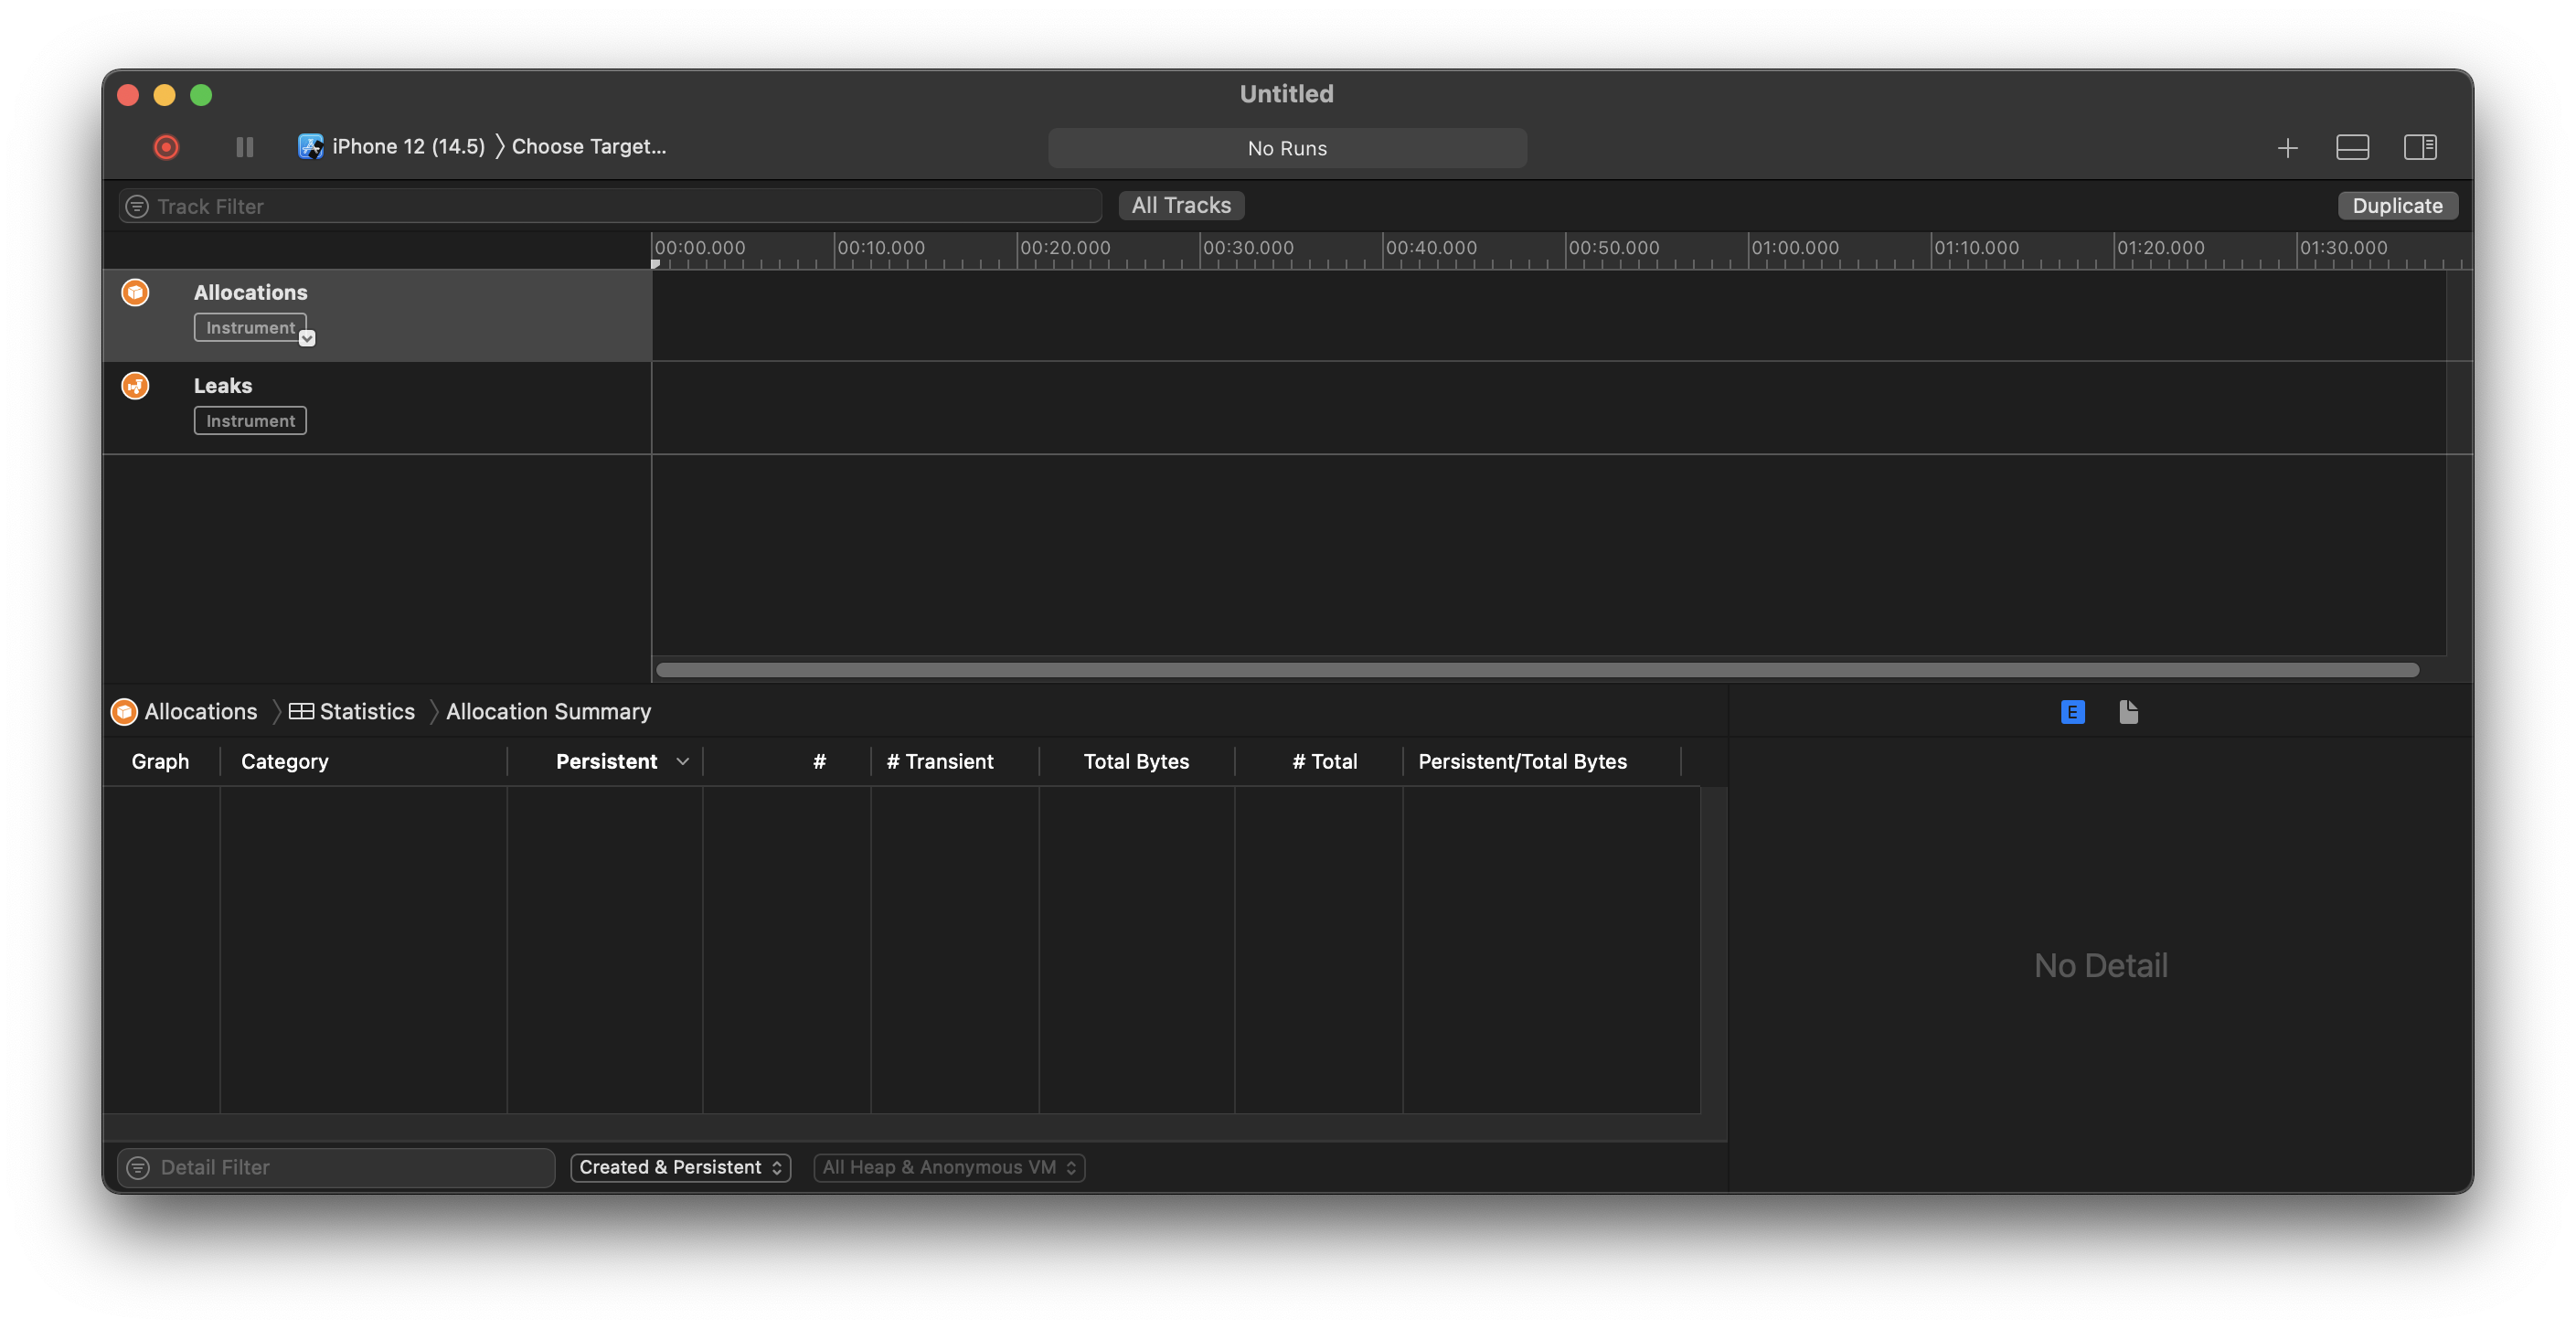 Untitled
iPhone 12 (14.5) 〉 Choose Target...
No Runs
Track Filter
All Tracks
Duplicate
00:00.000 00:10.000 00:20.000 00:30.000 00:40.000 00:50.000 01:00.000 01:10.000 01:20.000 01:30.000
Allocations
Instrument
Leaks
Instrument
Allocations 〉 Statistics 〉 Allocation Summary
E
Graph Category Persistent # # Transient Total Bytes # Total Persistent/Total Bytes
No Detail
Detail Filter
Created & Persistent
All Heap & Anonymous VM